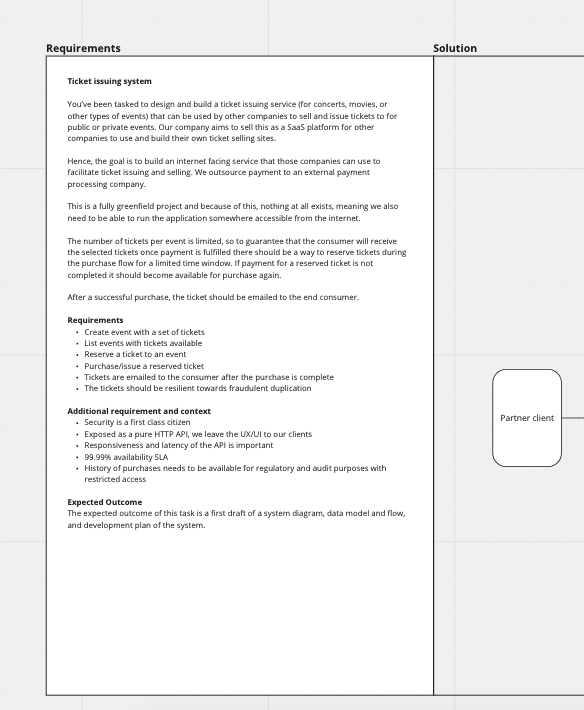 Requirements
Solution
Ticket issuing system
You've been tasked to design and build a ticket issuing service (for concerts, movies, or
other types of events) that can be used by other companies to sell and issue tickets to for
public or private events. Our company aims to sell this as a SaaS platform for other
companies to use and build their own ticket selling sites.
Hence, the goal is to build an internet facing service that those companies can use to
facilitate ticket issuing and selling. We outsource payment to an external payment
processing company.
This is a fully greenfield project and because of this, nothing at all exists, meaning we also
need to be able to run the application somewhere accessible from the internet.
The number of tickets per event is limited, so to guarantee that the consumer will receive
the selected tickets once payment is fulfilled there should be a way to reserve tickets during
the purchase flow for a limited time window. If payment for a reserved ticket is not
completed it should become available for purchase again.
After a successful purchase, the ticket should be emailed to the end consumer.
Requirements
• Create event with a set of tickets
• List events with tickets available
• Reserve a ticket to an event
• Purchase/issue a reserved ticket
• Tickets are emailed to the consumer after the purchase is complete
• The tickets should be resilient towards fraudulent duplication
Additional requirement and context
• Security is a first class citizen
• Exposed as a pure HTTP API, we leave the UX/UI to our clients
• Responsiveness and latency of the API is important
• 99.99% availability SLA
• History of purchases needs to be available for regulatory and audit purposes with
restricted access
Expected Outcome
The expected outcome of this task is a first draft of a system diagram, data model and flow,
and development plan of the system.
Partner client